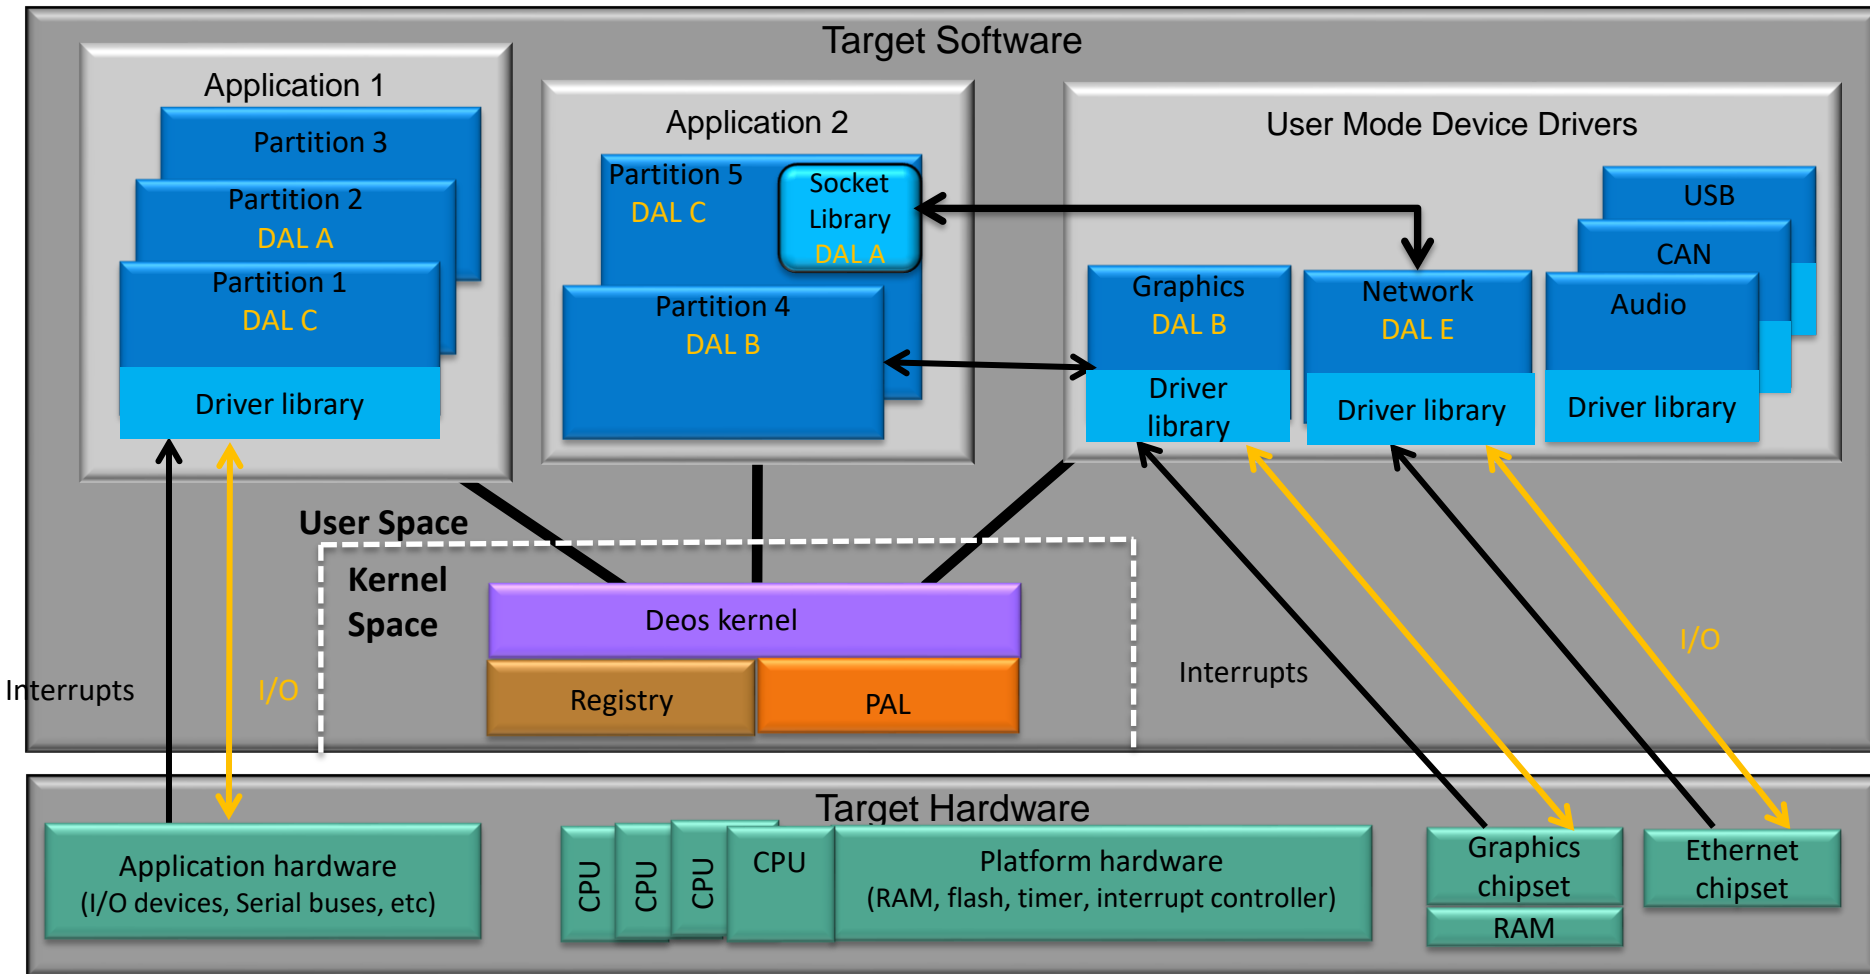 Target Software
Application 1
Partition 3
Partition 2
DAL A
Partition 1
DAL C
Driver library
Application 2
Partition 5
DAL C
Socket
Library
DAL A
Partition 4
DAL B
User Mode Device Drivers
USB
CAN
Audio
Driver library
Graphics
DAL B
Driver
library
Network
DAL E
Driver library
User Space
Kernel
Space
Deos kernel
Registry
PAL
Interrupts
I/O
Interrupts
I/O
Target Hardware
Application hardware
(I/O devices, Serial buses, etc)
CPU
CPU
CPU
CPU
Platform hardware
(RAM, flash, timer, interrupt controller)
Graphics
chipset
RAM
Ethernet
chipset